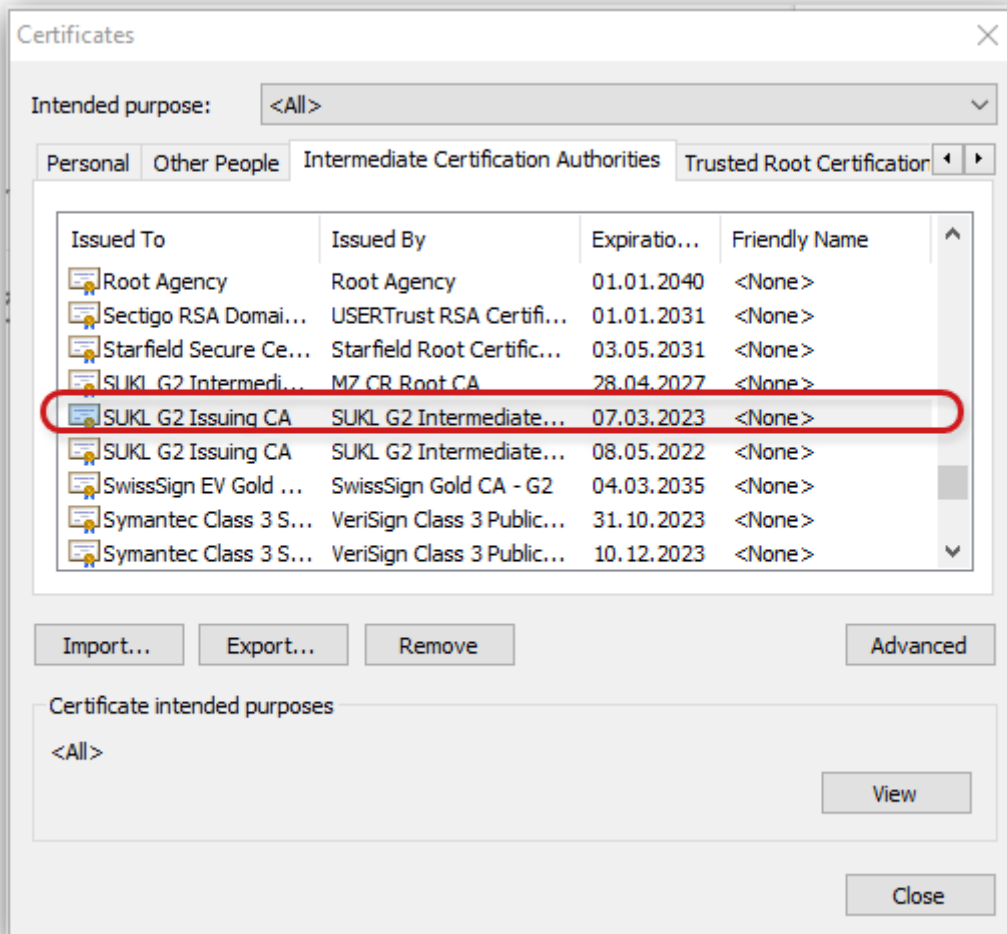 Certificates
Intended purpose: <All>
Personal Other People Intermediate Certification Authorities Trusted Root Certification
Issued To Issued By Expiratio... Friendly Name
Root Agency Root Agency 01.01.2040 <None>
Sectigo RSA Domai... USERTrust RSA Certifi... 01.01.2031 <None>
Starfield Secure Ce... Starfield Root Certific... 03.05.2031 <None>
SUKL G2 Intermedi... MZ CR Root CA 28.04.2027 <None>
SUKL G2 Issuing CA SUKL G2 Intermediate... 07.03.2023 <None>
SUKL G2 Issuing CA SUKL G2 Intermediate... 08.05.2022 <None>
SwissSign EV Gold ... SwissSign Gold CA - G2 04.03.2035 <None>
Symantec Class 3 S... VeriSign Class 3 Public... 31.10.2023 <None>
Symantec Class 3 S... VeriSign Class 3 Public... 10.12.2023 <None>
Import... Export... Remove Advanced
Certificate intended purposes
<All>
View
Close